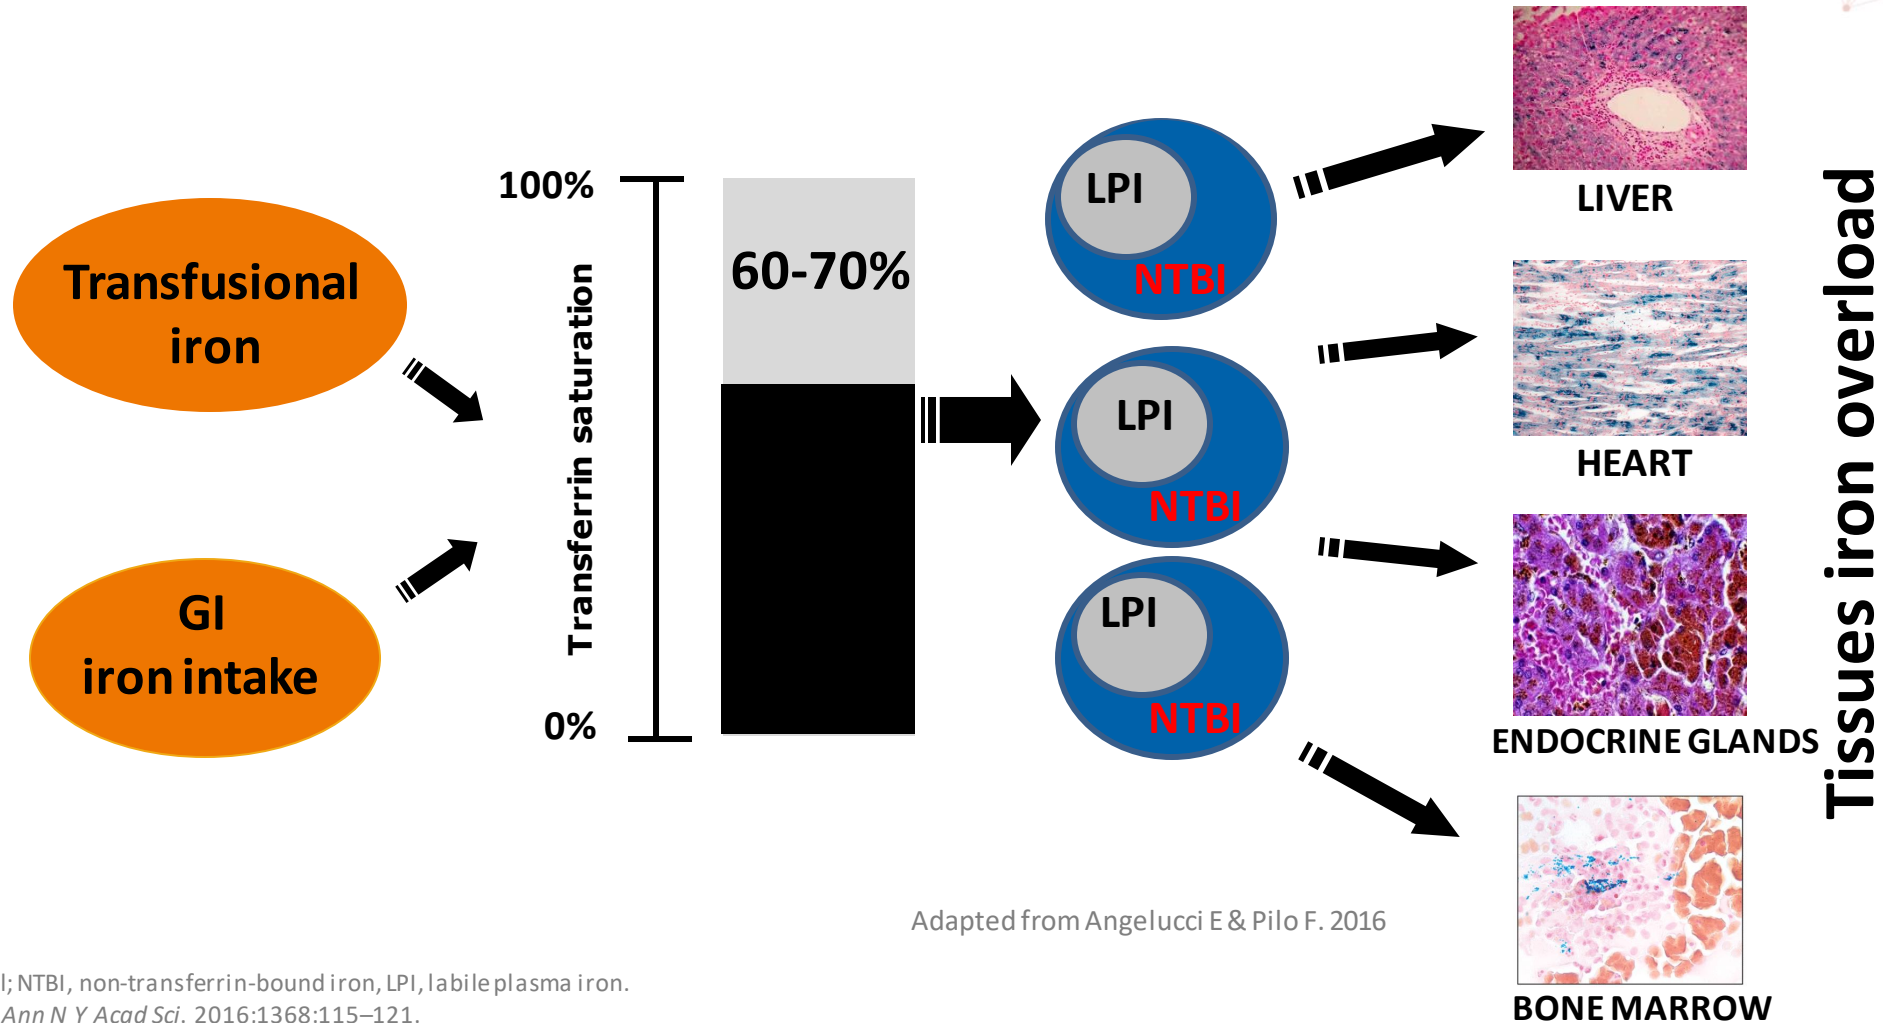 Transfusional
iron
GI
iron intake
100%
Transferrin saturation
0%
60-70%
LPI
NTBI
LPI
NTBI
LPI
NTBI
LIVER
HEART
ENDOCRINE GLANDS
BONE MARROW
Tissues iron overload
Adapted from Angelucci E & Pilo F. 2016
l; NTBI, non-transferrin-bound iron, LPI, labile plasma iron.
Ann N Y Acad Sci. 2016;1368:115–121.